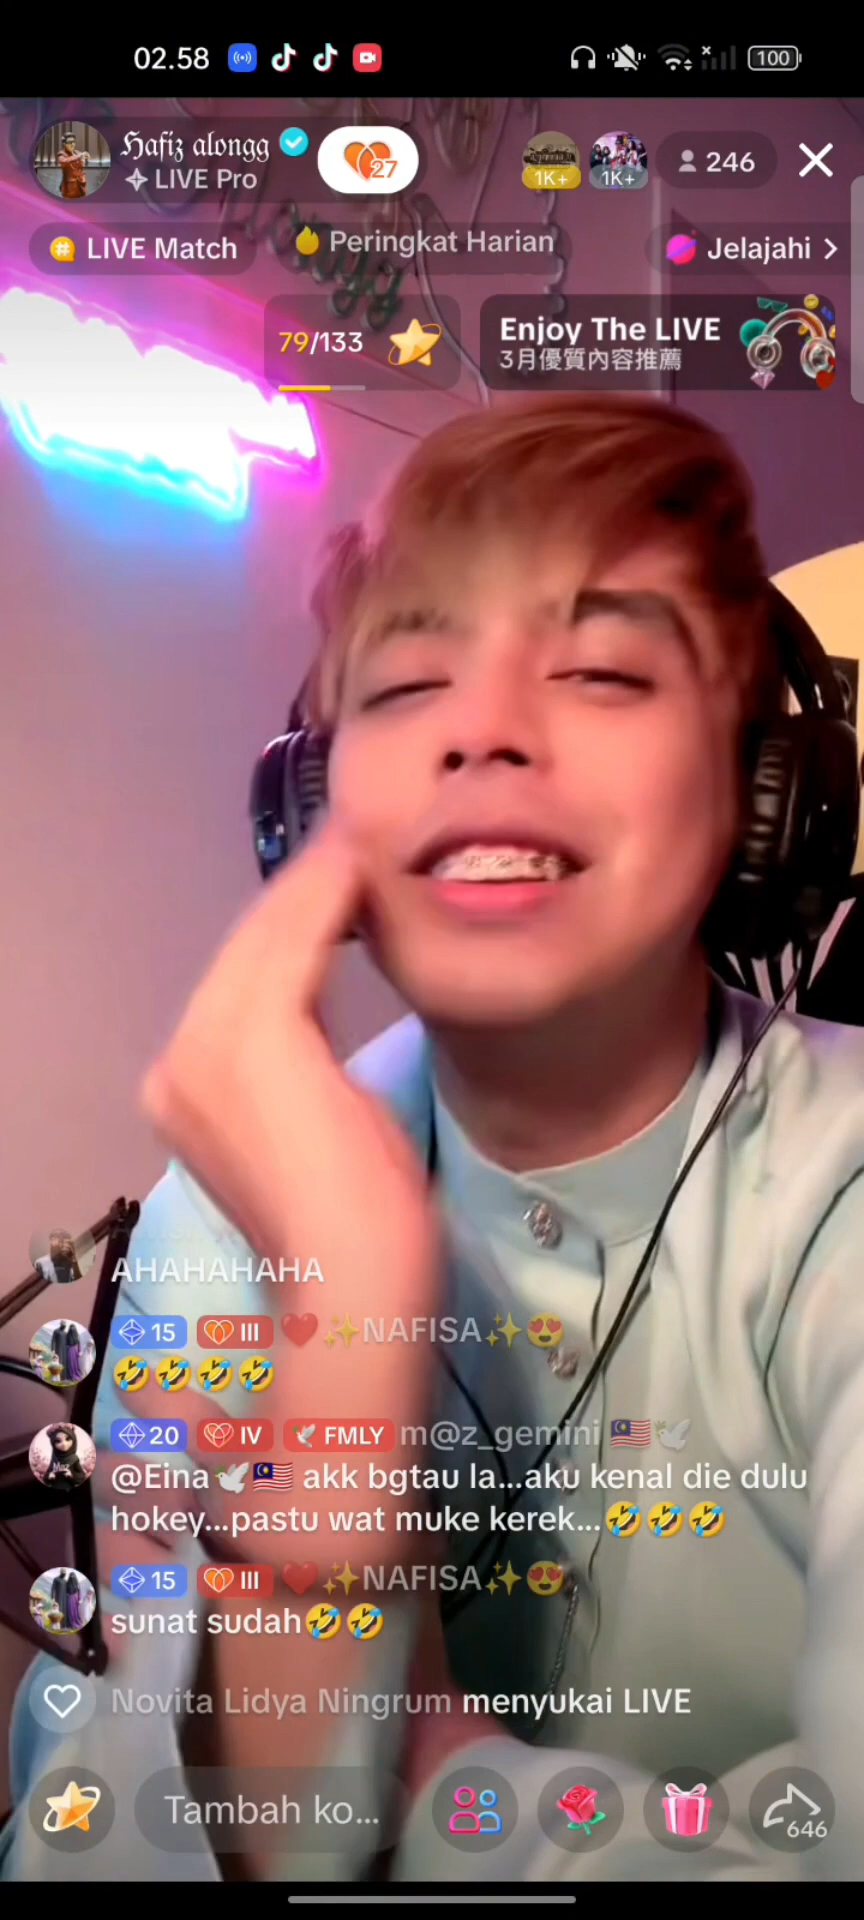 02.58
100
Hafiz alongg
LIVE Pro
27
1K+
1K+
246
LIVE Match
Peringkat Harian
Jelajahi
79/133
Enjoy The LIVE
3月優質內容推薦
AHAHAHAHA
15 III ❤️✨NAFISA✨😍
🤣🤣🤣🤣
20 IV FMLY m@z_gemini 🇲🇾🕊️
@Eina🕊️🇲🇾 akk bgtau la...aku kenal die dulu
hokey...pastu wat muke kerek...🤣🤣🤣
15 III ❤️✨NAFISA✨😍
sunat sudah🤣🤣
Novita Lidya Ningrum menyukai LIVE
Tambah ko...
646